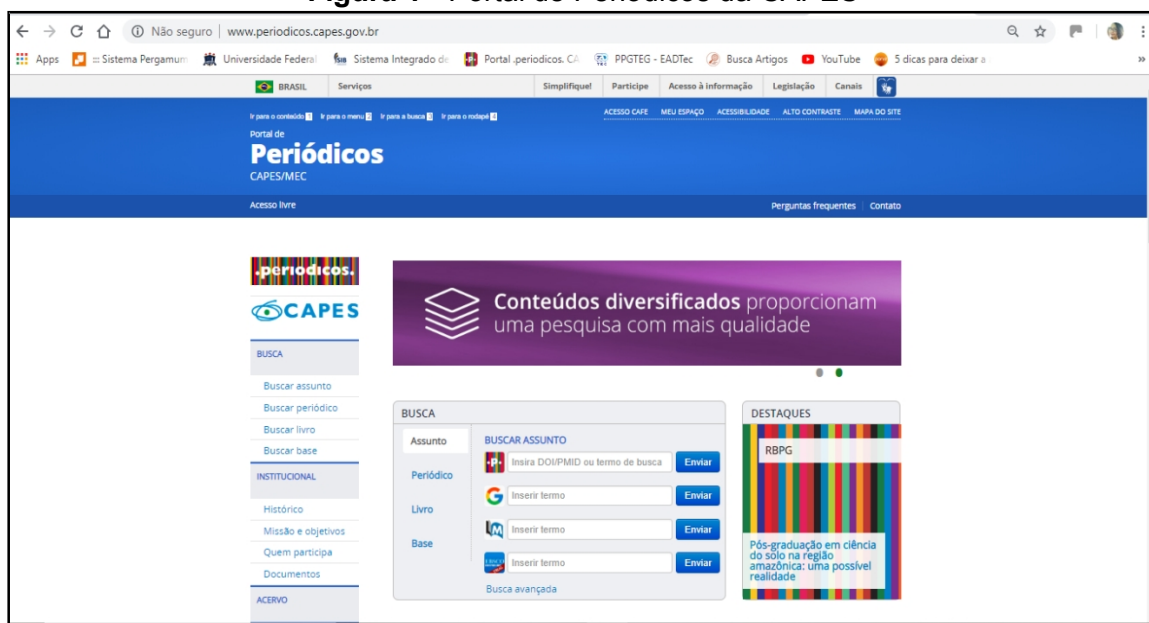 ← → C Não seguro | www.periodicos.capes.gov.br
Apps ::: Sistema Pergamum Universidade Federal Sistema Integrado de Portal .periodicos. CA PPGTEG - EADTec Busca Artigos YouTube 5 dicas para deixar a »
BRASIL Serviços Simplifique! Participe Acesso à informação Legislação Canais
Ir para o conteúdo 1 Ir para o menu 2 Ir para a busca 3 Ir para o rodapé 4 ACESSO CAFE MEU ESPAÇO ACESSIBILIDADE ALTO CONTRASTE MAPA DO SITE
Portal de
Periódicos
CAPES/MEC
Acesso livre Perguntas frequentes Contato
.periodicos.
CAPES
Conteúdos diversificados proporcionam
uma pesquisa com mais qualidade
BUSCA
Buscar assunto
Buscar periódico
Buscar livro
Buscar base
INSTITUCIONAL
Histórico
Missão e objetivos
Quem participa
Documentos
ACERVO
BUSCA
Assunto
Periódico
Livro
Base
BUSCAR ASSUNTO
Insira DOI/PMID ou termo de busca Enviar
Inserir termo Enviar
Inserir termo Enviar
Inserir termo Enviar
Busca avançada
DESTAQUES
RBPG
Pós-graduação em ciência
do solo na região
amazônica: uma possível
realidade